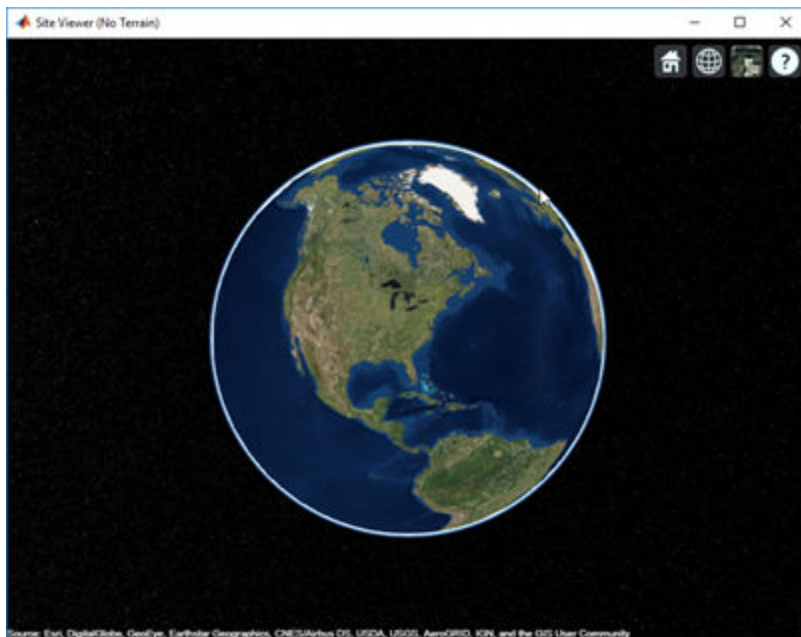 Site Viewer (No Terrain)
?
Source: Esri, DigitalGlobe, GeoEye, Earthstar Geographics, CNES/Airbus DS, USDA, USGS, AeroGRID, IGN, and the GIS User Community